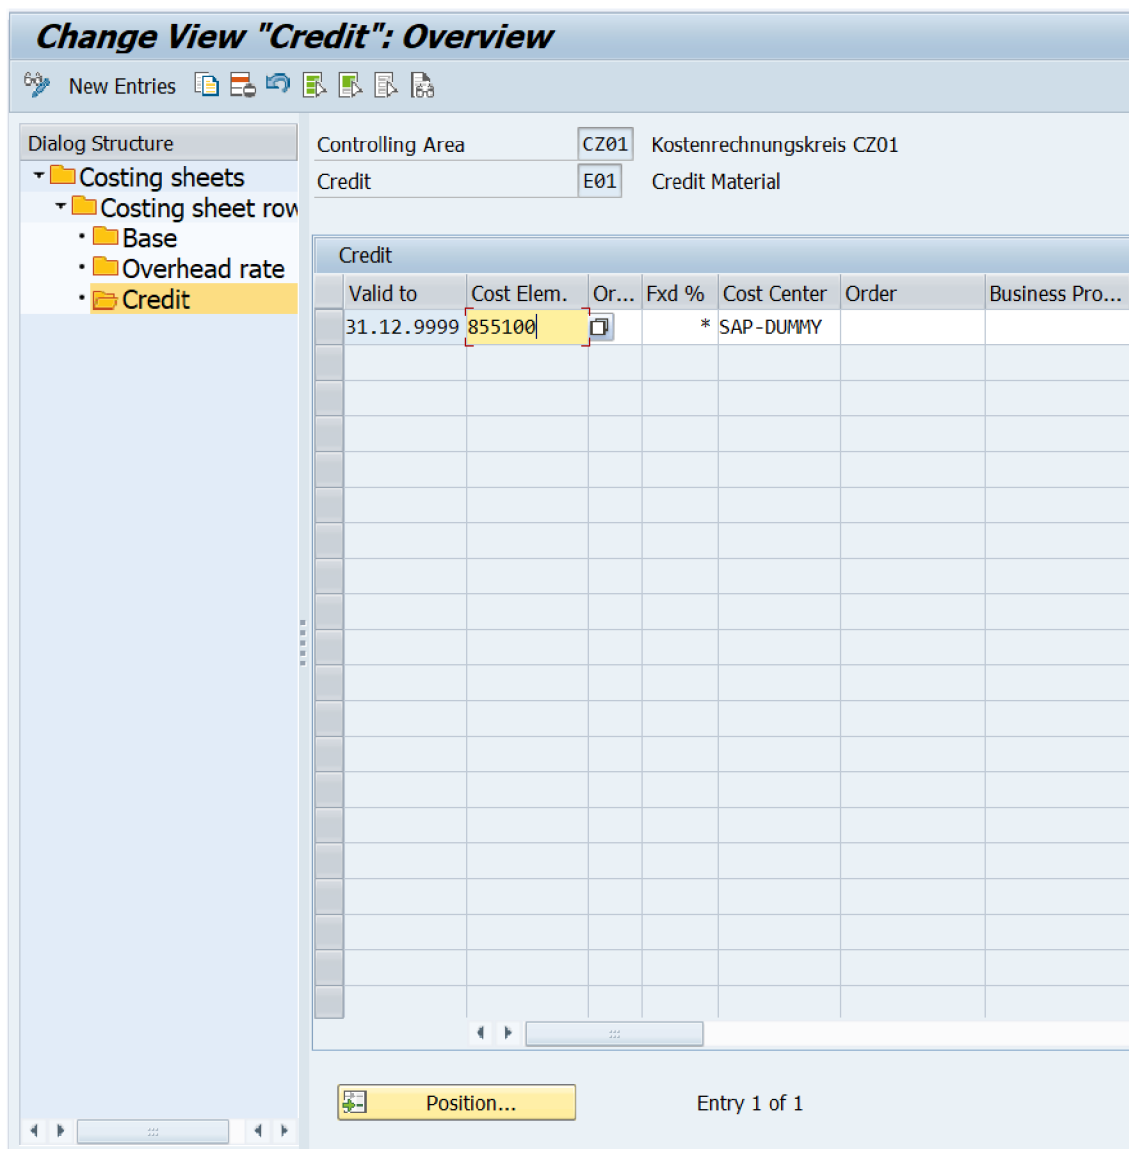 Change View "Credit": Overview
New Entries
Dialog Structure
Costing sheets
Costing sheet row
Base
Overhead rate
Credit
Controlling Area CZ01 Kostenrechnungskreis CZ01
Credit E01 Credit Material
Credit
Valid to Cost Elem. Or... Fxd % Cost Center Order Business Pro...
31.12.9999 855100 * SAP-DUMMY
Position... Entry 1 of 1